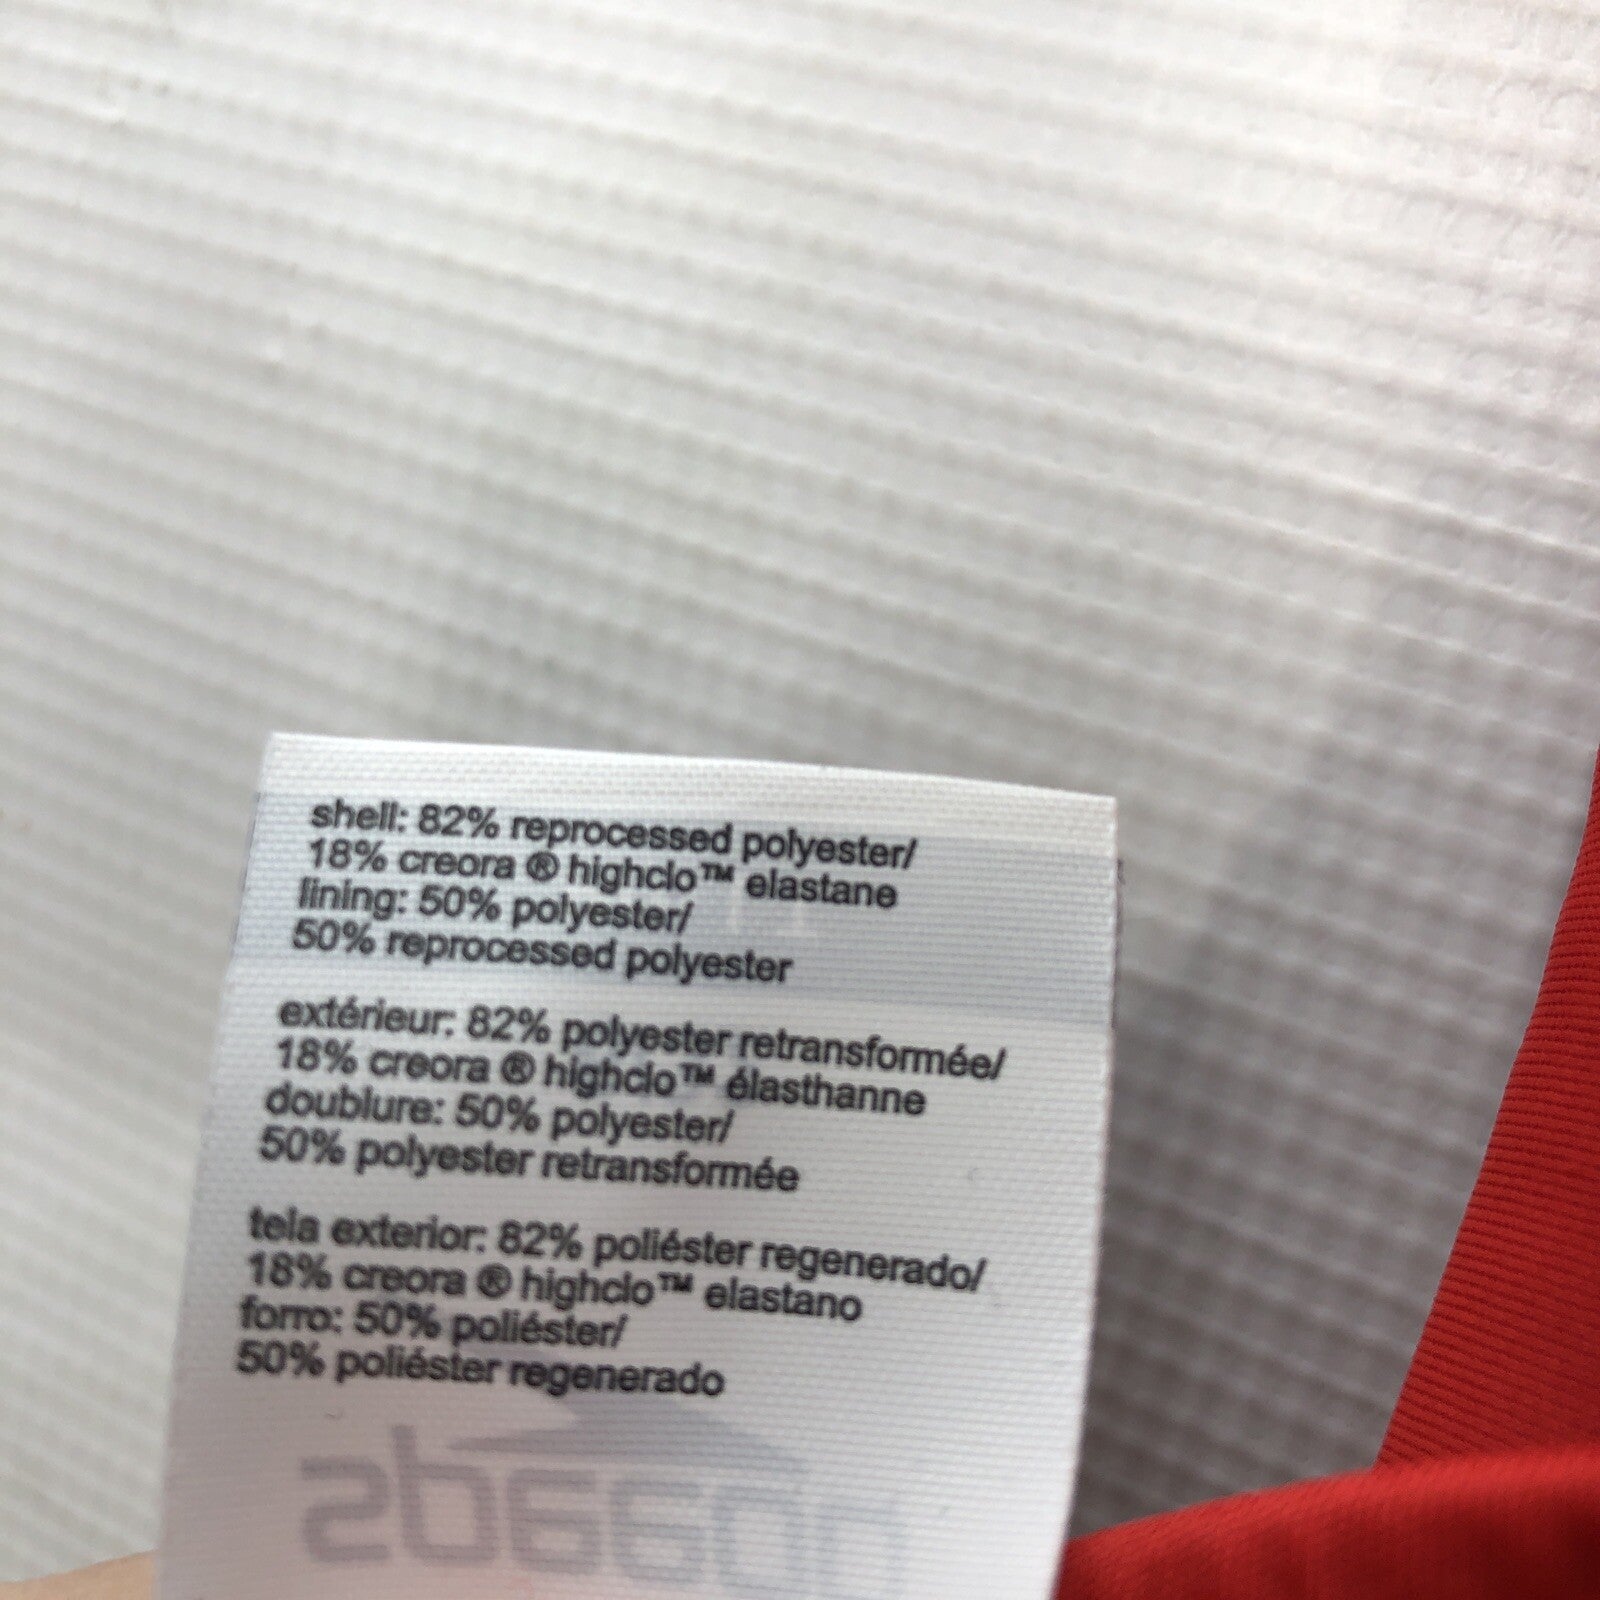 shell: 82% reprocessed polyester/
18% creora ® highclo™ elastane
lining: 50% polyester/
50% reprocessed polyester
extérieur: 82% polyester retransformée/
18% creora ® highclo™ élasthanne
doublure: 50% polyester/
50% polyester retransformée
tela exterior: 82% poliéster regenerado/
18% creora ® highclo™ elastano
forro: 50% poliéster/
50% poliéster regenerado